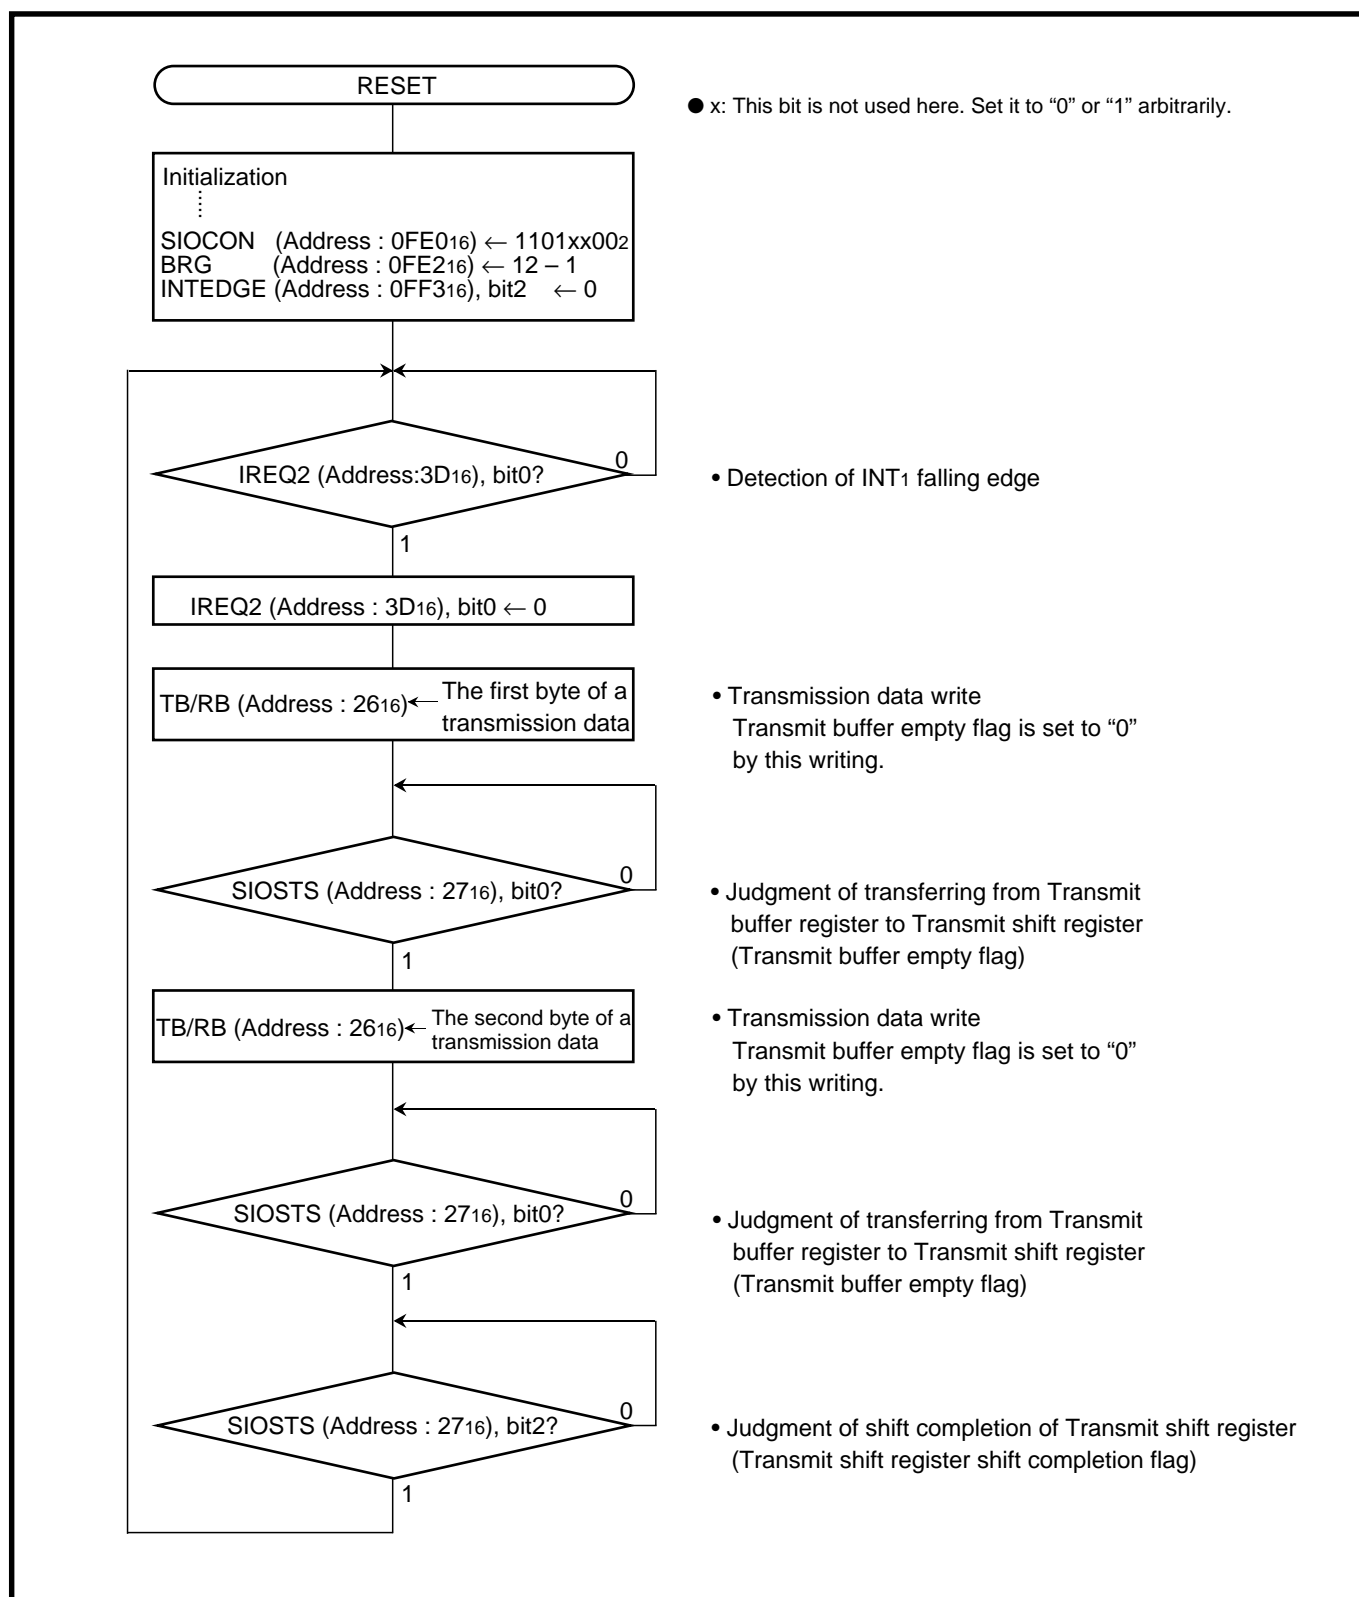 RESET
● x: This bit is not used here. Set it to “0” or “1” arbitrarily.
Initialization
SIOCON (Address : 0FE016) ← 1101xx002
BRG (Address : 0FE216) ← 12 – 1
INTEDGE (Address : 0FF316), bit2 ← 0
IREQ2 (Address:3D16), bit0?
0
• Detection of INT1 falling edge
1
IREQ2 (Address : 3D16), bit0 ← 0
TB/RB (Address : 2616) ← The first byte of a
transmission data
• Transmission data write
Transmit buffer empty flag is set to “0”
by this writing.
SIOSTS (Address : 2716), bit0?
0
• Judgment of transferring from Transmit
buffer register to Transmit shift register
(Transmit buffer empty flag)
1
TB/RB (Address : 2616) ← The second byte of a
transmission data
• Transmission data write
Transmit buffer empty flag is set to “0”
by this writing.
SIOSTS (Address : 2716), bit0?
0
• Judgment of transferring from Transmit
buffer register to Transmit shift register
(Transmit buffer empty flag)
1
SIOSTS (Address : 2716), bit2?
0
• Judgment of shift completion of Transmit shift register
(Transmit shift register shift completion flag)
1